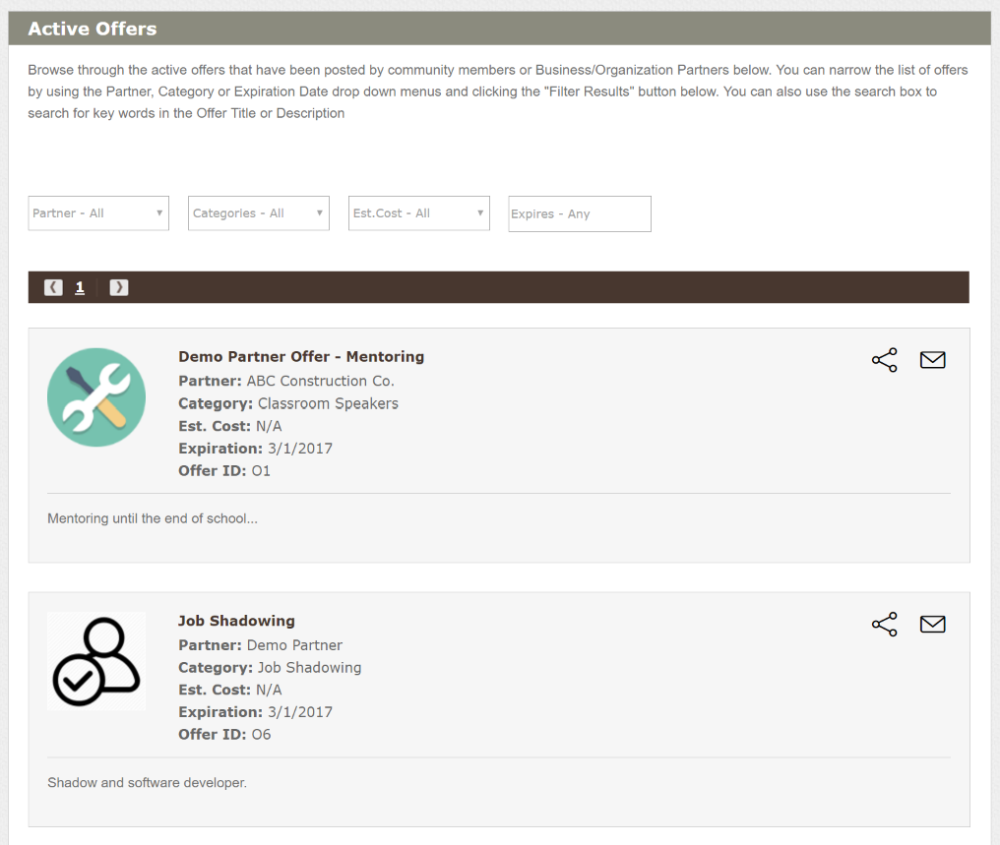 Active Offers
Browse through the active offers that have been posted by community members or Business/Organization Partners below. You can narrow the list of offers
by using the Partner, Category or Expiration Date drop down menus and clicking the "Filter Results" button below. You can also use the search box to
search for key words in the Offer Title or Description
Partner - All Categories - All Est.Cost - All Expires - Any
1
Demo Partner Offer - Mentoring
Partner: ABC Construction Co.
Category: Classroom Speakers
Est. Cost: N/A
Expiration: 3/1/2017
Offer ID: O1
Mentoring until the end of school...
Job Shadowing
Partner: Demo Partner
Category: Job Shadowing
Est. Cost: N/A
Expiration: 3/1/2017
Offer ID: O6
Shadow and software developer.